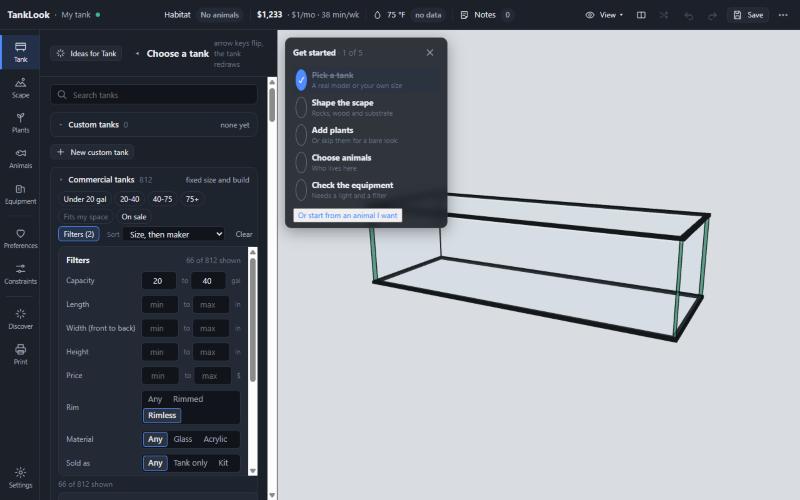 TankLook · My tank
Habitat No animals $1,233 · $1/mo · 38 min/wk 75 °F no data Notes 0
View Save
Tank
Scape
Plants
Animals
Equipment
Preferences
Constraints
Discover
Print
Settings
Ideas for Tank
Choose a tank
arrow keys flip,
the tank
redraws
Search tanks
Custom tanks 0 none yet
+ New custom tank
Commercial tanks 812 fixed size and build
Under 20 gal 20-40 40-75 75+
Fits my space On sale
Filters (2) Sort Size, then maker Clear
Filters 66 of 812 shown
Capacity 20 to 40 gal
Length min to max in
Width (front to back) min to max in
Height min to max in
Price min to max $
Rim Any Rimmed
Rimless
Material Any Glass Acrylic
Sold as Any Tank only Kit
66 of 812 shown
Get started · 1 of 5
Pick a tank
A real model or your own size
Shape the scape
Rocks, wood and substrate
Add plants
Or skip them for a bare look
Choose animals
Who lives here
Check the equipment
Needs a light and a filter
Or start from an animal I want